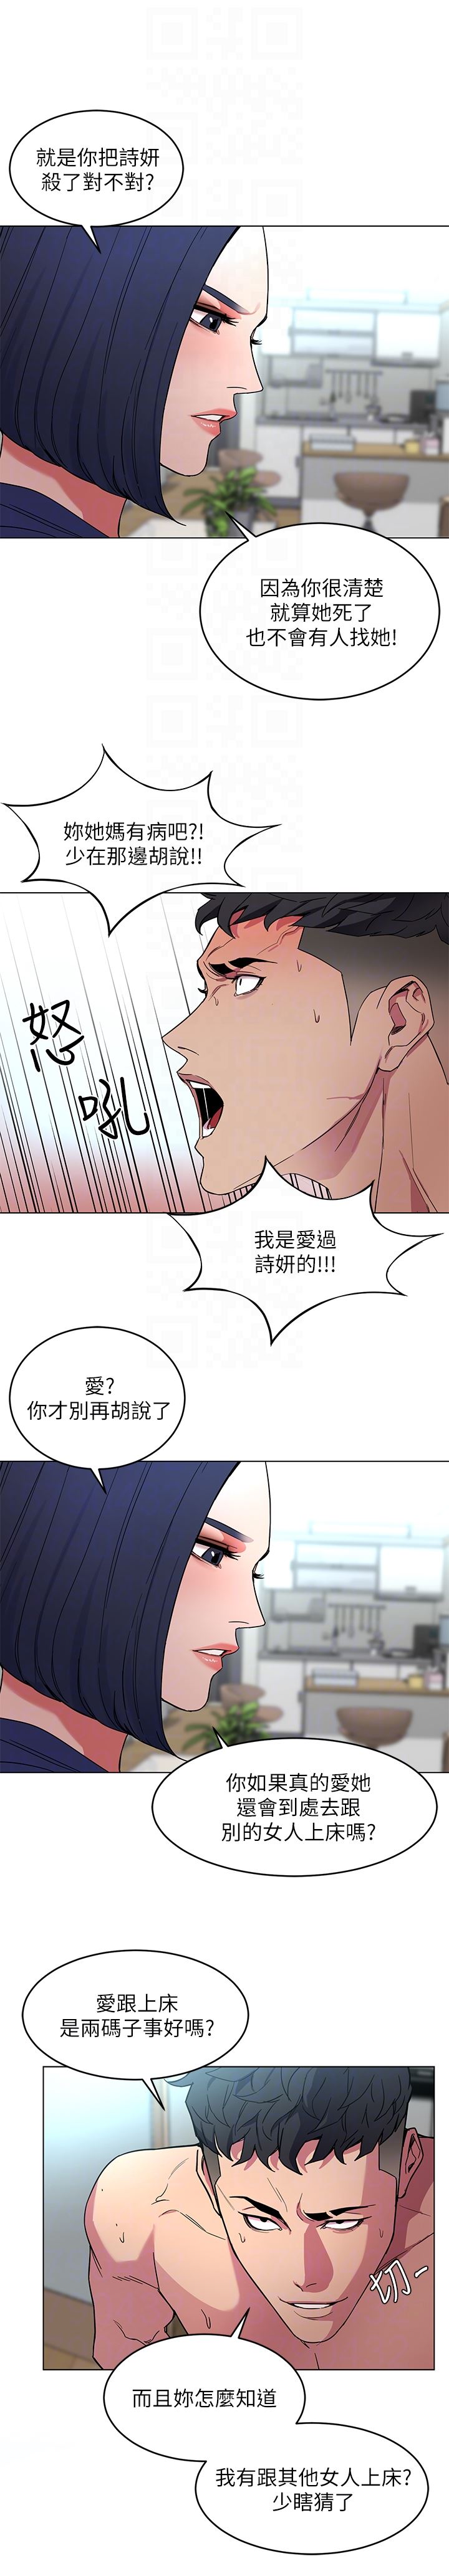 就是你把詩妍
殺了對不對?
因為你很清楚
就算她死了
也不會有人找她!
妳她媽有病吧?!
少在那邊胡說!!
怒
吼
我是愛過
詩妍的!!!
愛?
你才別再胡說了
你如果真的愛她
還會到處去跟
別的女人上床嗎?
愛跟上床
是兩碼子事好嗎?
切-
而且妳怎麼知道
我有跟其他女人上床?
少瞎猜了